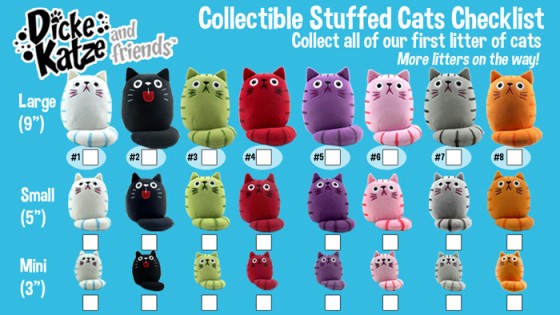 Dicke
Katze
and
friends™
Collectible Stuffed Cats Checklist
Collect all of our first litter of cats
More litters on the way!
Large
(9”)
#1
#2
#3
#4
#5
#6
#7
#8
Small
(5”)
Mini
(3”)